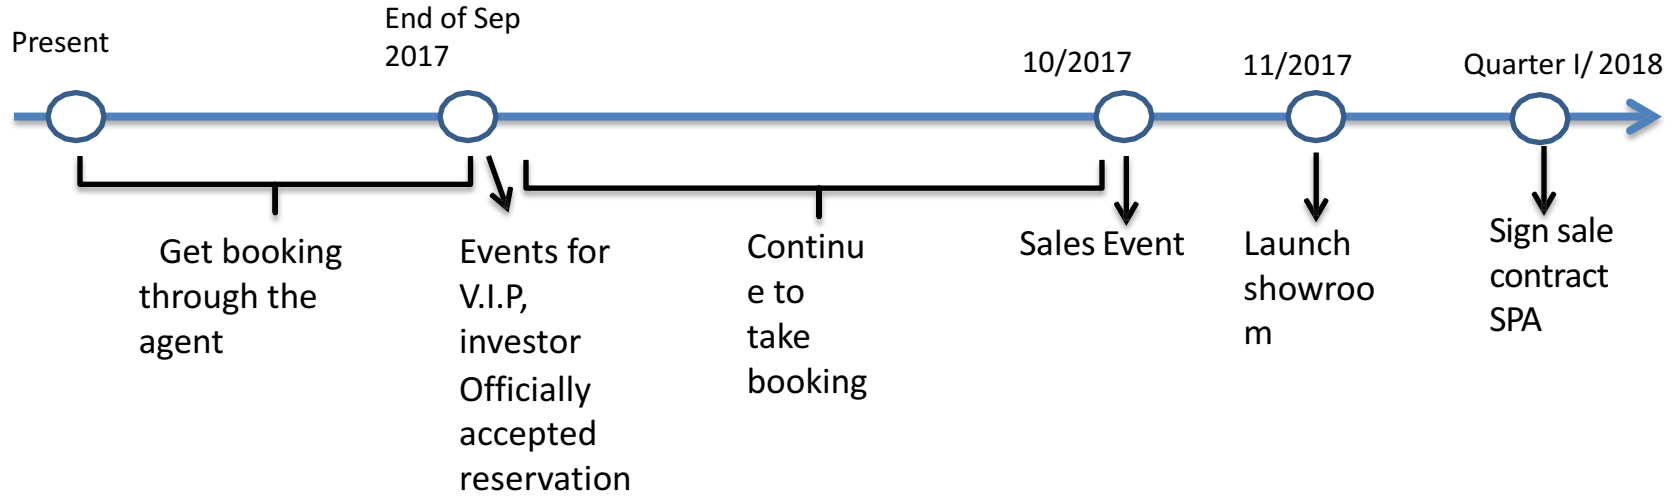 Present
End of Sep
2017
10/2017
11/2017
Quarter I/ 2018
Get booking
through the
agent
Events for
V.I.P,
investor
Officially
accepted
reservation
Continu
e to
take
booking
Sales Event
Launch
showroo
m
Sign sale
contract
SPA